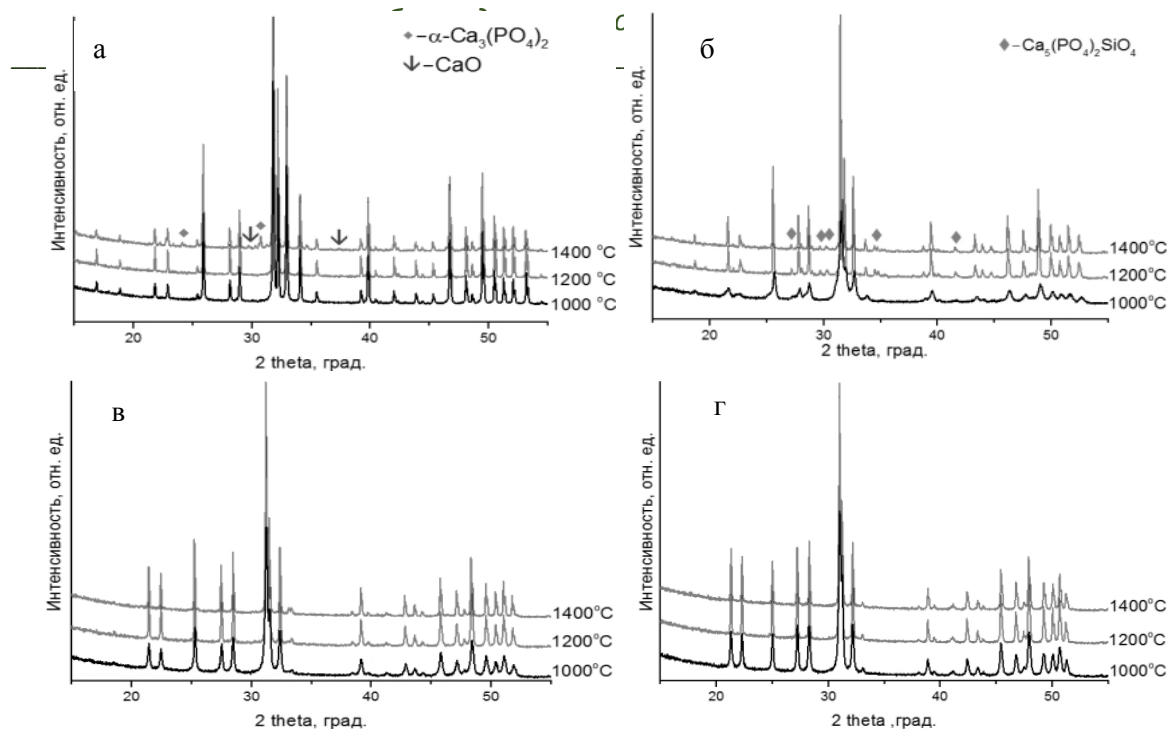 а
◆–α-Ca₃(PO₄)₂
↓–CaO
Интенсивность, отн. ед.
1400 °C
1200 °C
1000 °C
20 30 40 50
2 theta, град.
б
◆–Ca₅(PO₄)₂SiO₄
Интенсивность, отн. ед.
1400 °C
1200 °C
1000 °C
20 30 40 50
2 theta, град.
в
Интенсивность, отн. ед.
1400°C
1200°C
1000°C
20 30 40 50
2 theta, град.
г
Интенсивность, отн. ед.
1400°C
1200°C
1000°C
20 30 40 50
2 theta ,град.